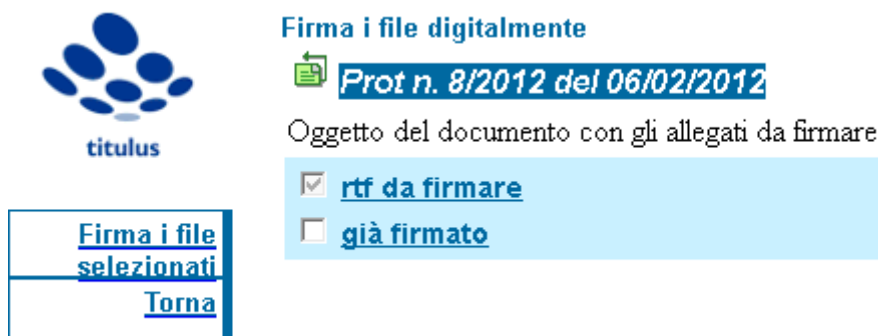 titulus
Firma i file
selezionati
Torna
Firma i file digitalmente
Prot n. 8/2012 del 06/02/2012
Oggetto del documento con gli allegati da firmare
rtf da firmare
già firmato